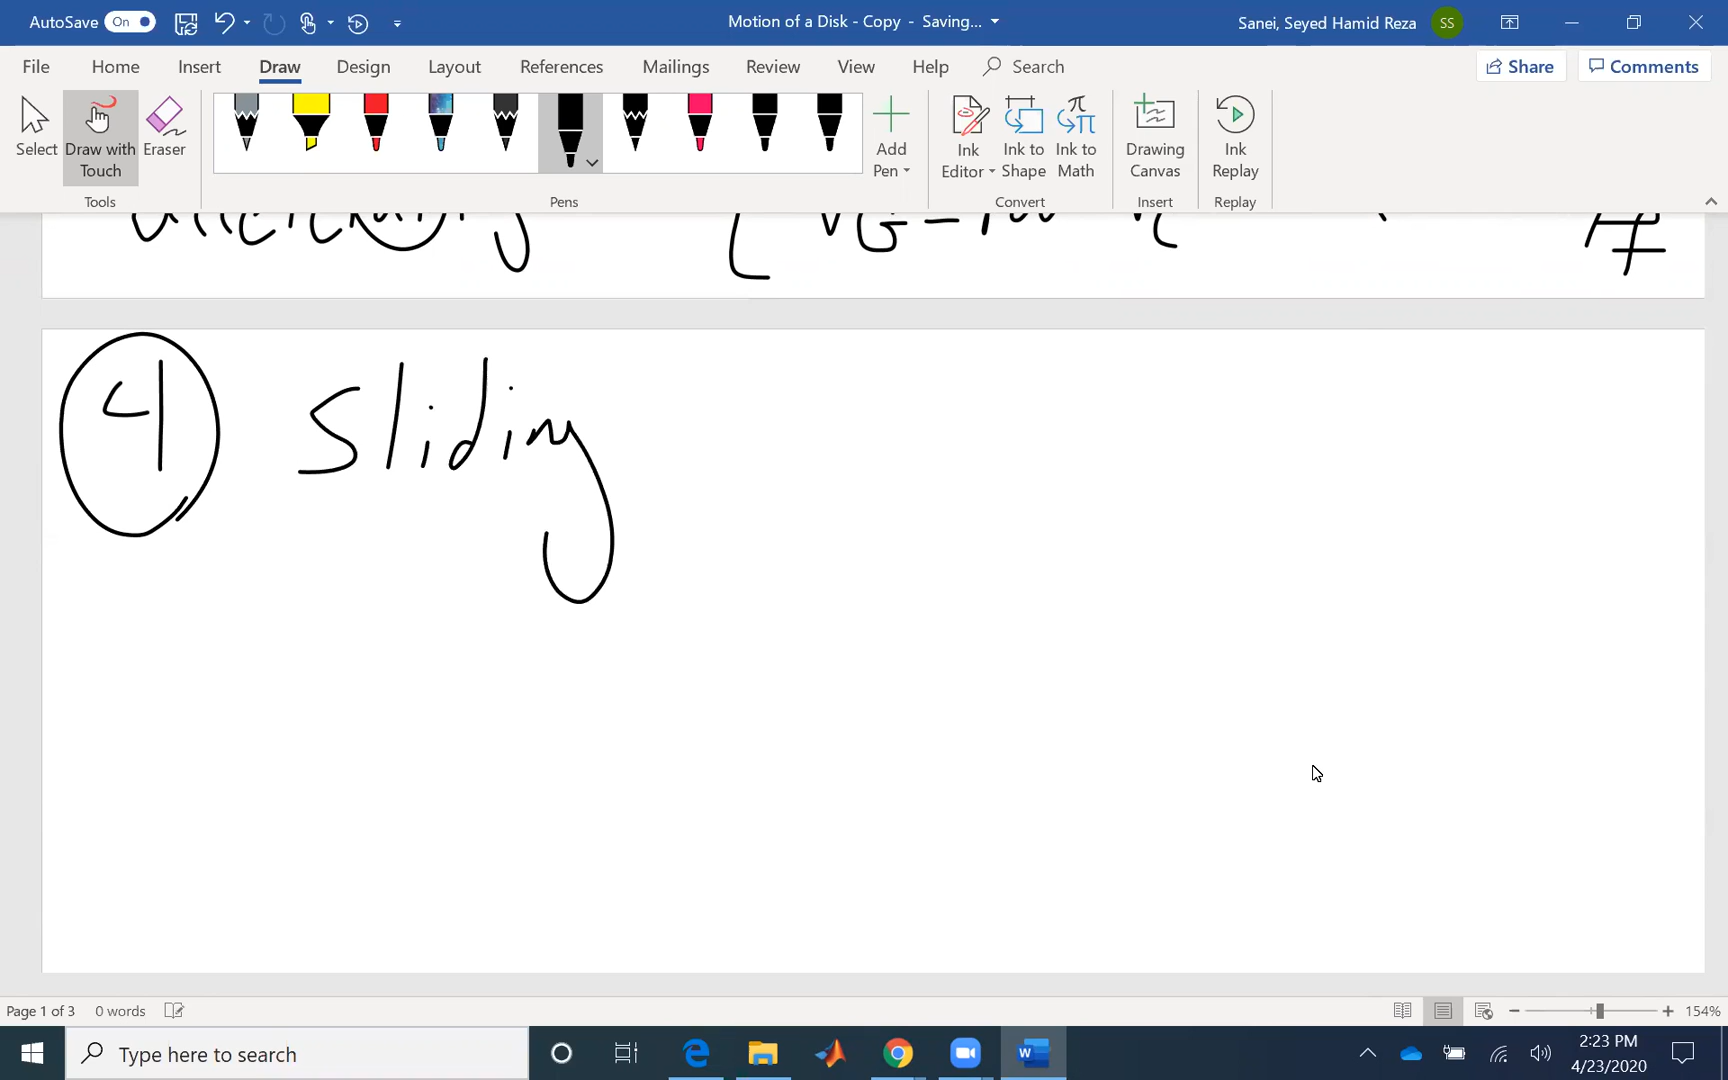 AutoSave On
Motion of a Disk - Copy - Saving...
Sanei, Seyed Hamid Reza SS
File Home Insert Draw Design Layout References Mailings Review View Help Search Share Comments
Select
Draw with Touch
Eraser
Add Pen
Ink Editor
Ink to Shape
Ink to Math
Drawing Canvas
Ink Replay
Tools Pens Convert Insert Replay
4 Sliding
Page 1 of 3 0 words 154%
Type here to search
2:23 PM
4/23/2020